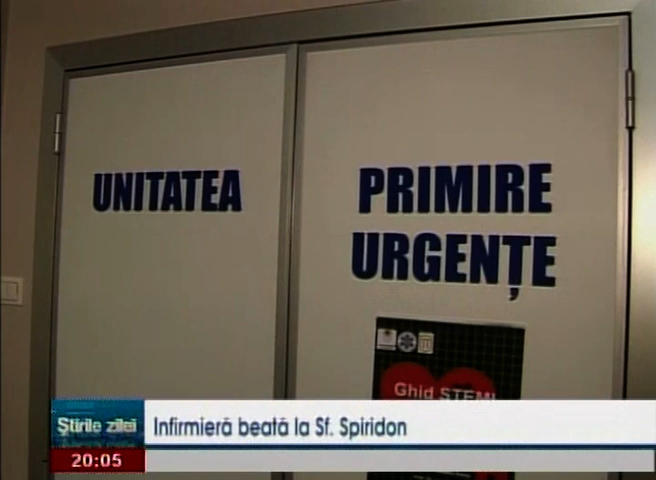 UNITATEA
PRIMIRE
URGENȚE
Ghid STEMI
Știrile zilei
Infirmieră beată la Sf. Spiridon
20:05